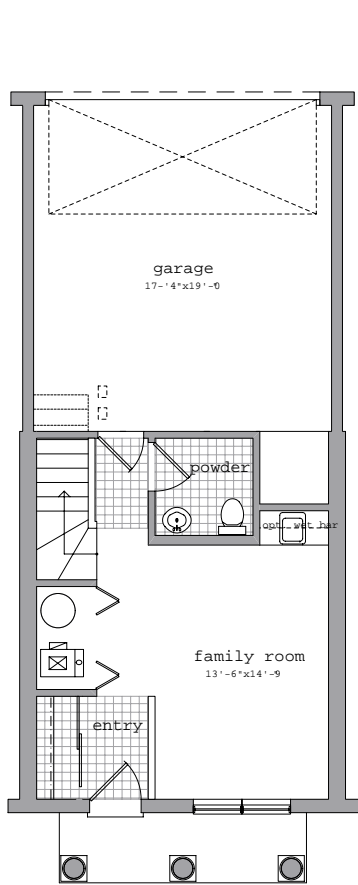 garage
17-'4"x19'-0
powder
opt. wet bar
family room
13'-6"x14'-9
entry